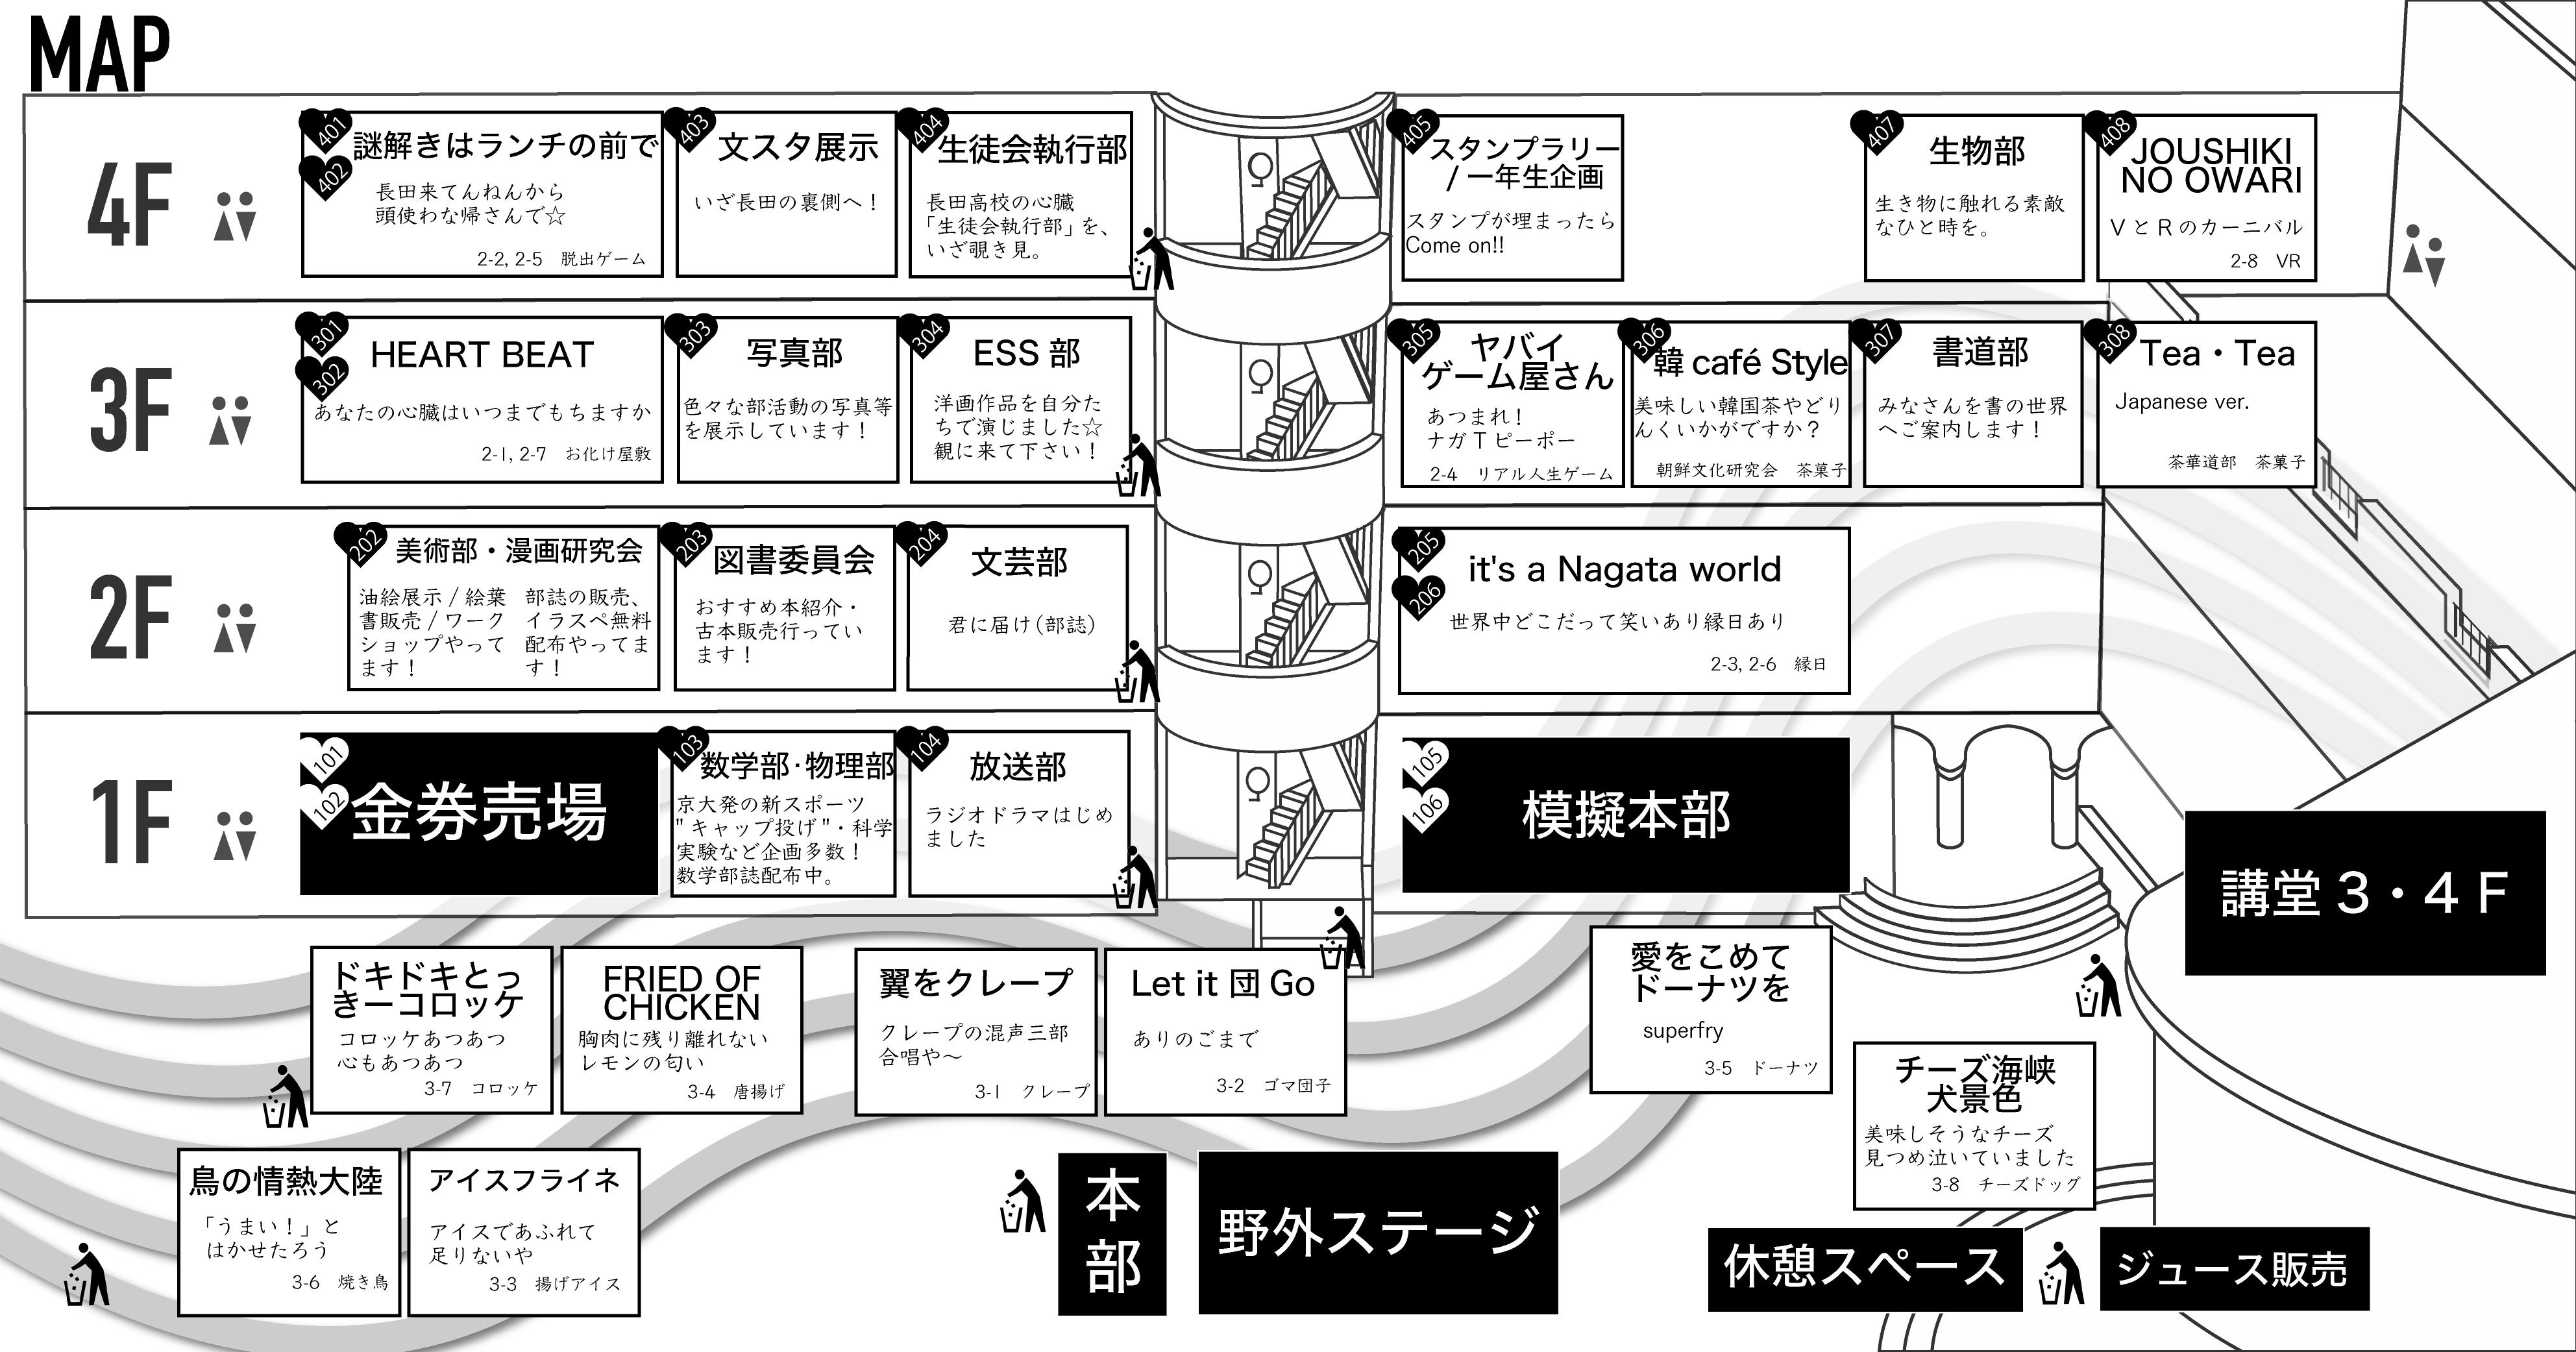 MAP
4F
401
402
謎解きはランチの前で
長田来てんねんから
頭使わな帰さんで☆
2-2, 2-5　脱出ゲーム
403
文スタ展示
いざ長田の裏側へ！
404
生徒会執行部
長田高校の心臓
「生徒会執行部」を、
いざ覗き見。
405
スタンプラリー
/ 一年生企画
スタンプが埋まったら
Come on!!
407
生物部
生き物に触れる素敵
なひと時を。
408
JOUSHIKI
NO OWARI
V と R のカーニバル
2-8　VR
3F
301
302
HEART BEAT
あなたの心臓はいつまでもちますか
2-1, 2-7　お化け屋敷
303
写真部
色々な部活動の写真等
を展示しています！
304
ESS 部
洋画作品を自分た
ちで演じました☆
観に来て下さい！
305
ヤバイ
ゲーム屋さん
あつまれ！
ナガ T ピーポー
2-4　リアル人生ゲーム
306
韓 café Style
美味しい韓国茶やどり
んくいかがですか？
朝鮮文化研究会　茶菓子
307
書道部
みなさんを書の世界
へご案内します！
308
Tea・Tea
Japanese ver.
茶華道部　茶菓子
2F
202
美術部・漫画研究会
油絵展示 / 絵葉
書販売 / ワーク
ショップやって
ます！
部誌の販売、
イラスペ無料
配布やってま
す！
203
図書委員会
おすすめ本紹介・
古本販売行ってい
ます！
204
文芸部
君に届け（部誌）
205
206
it's a Nagata world
世界中どこだって笑いあり縁日あり
2-3, 2-6　縁日
1F
101
102
金券売場
103
数学部·物理部
京大発の新スポーツ
"キャップ投げ"・科学
実験など企画多数！
数学部誌配布中。
104
放送部
ラジオドラマはじめ
ました
105
106
模擬本部
講堂３・４Ｆ
ドキドキとっ
きーコロッケ
コロッケあつあつ
心もあつあつ
3-7　コロッケ
FRIED OF
CHICKEN
胸肉に残り離れない
レモンの匂い
3-4　唐揚げ
翼をクレープ
クレープの混声三部
合唱や～
3-1　クレープ
Let it 団 Go
ありのごまで
3-2　ゴマ団子
愛をこめて
ドーナツを
superfry
3-5　ドーナツ
チーズ海峡
犬景色
美味しそうなチーズ
見つめ泣いていました
3-8　チーズドッグ
鳥の情熱大陸
「うまい！」と
はかせたろう
3-6　焼き鳥
アイスフライネ
アイスであふれて
足りないや
3-3　揚げアイス
本
部
野外ステージ
休憩スペース
ジュース販売